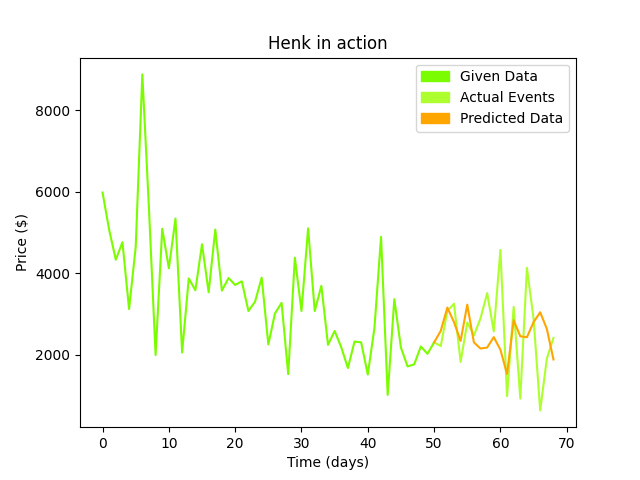 Henk in action
Given Data
Actual Events
Predicted Data
Price ($)
8000
6000
4000
2000
0 10 20 30 40 50 60 70
Time (days)